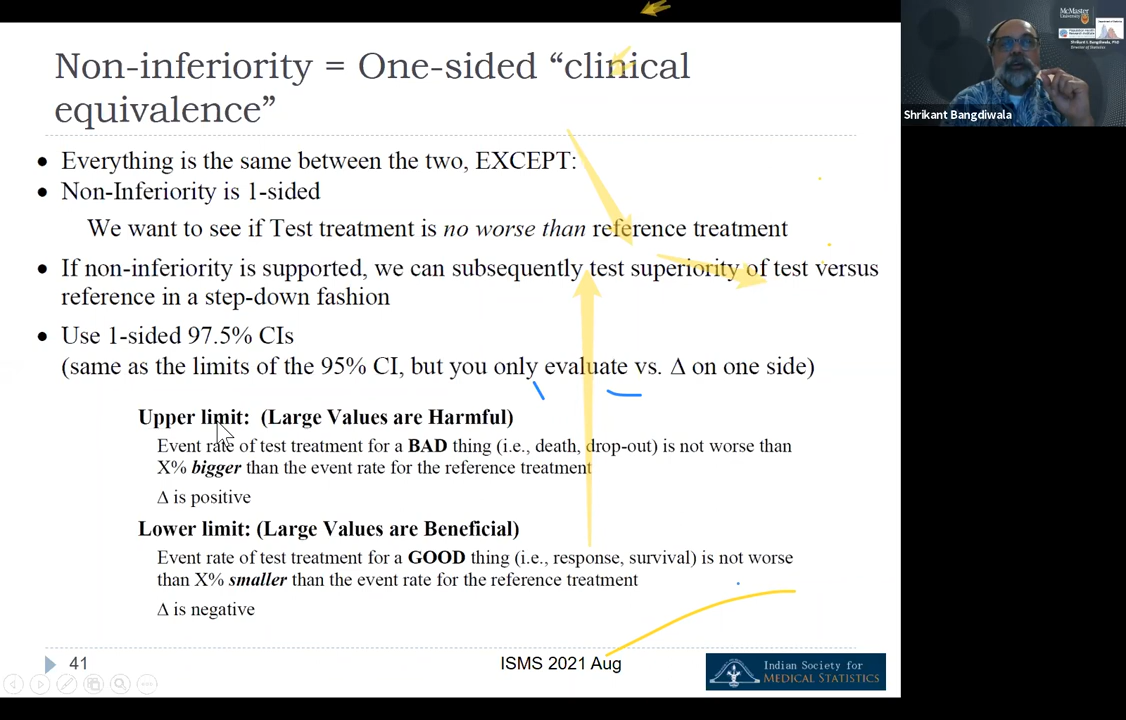 Non-inferiority = One-sided “clinical
equivalence”
• Everything is the same between the two, EXCEPT:
• Non-Inferiority is 1-sided
We want to see if Test treatment is no worse than reference treatment
• If non-inferiority is supported, we can subsequently test superiority of test versus
reference in a step-down fashion
• Use 1-sided 97.5% CIs
(same as the limits of the 95% CI, but you only evaluate vs. Δ on one side)
Upper limit: (Large Values are Harmful)
Event rate of test treatment for a BAD thing (i.e., death, drop-out) is not worse than
X% bigger than the event rate for the reference treatment
Δ is positive
Lower limit: (Large Values are Beneficial)
Event rate of test treatment for a GOOD thing (i.e., response, survival) is not worse
than X% smaller than the event rate for the reference treatment
Δ is negative
41
ISMS 2021 Aug
Indian Society for
MEDICAL STATISTICS
McMaster
University
Shrikant Bangdiwala